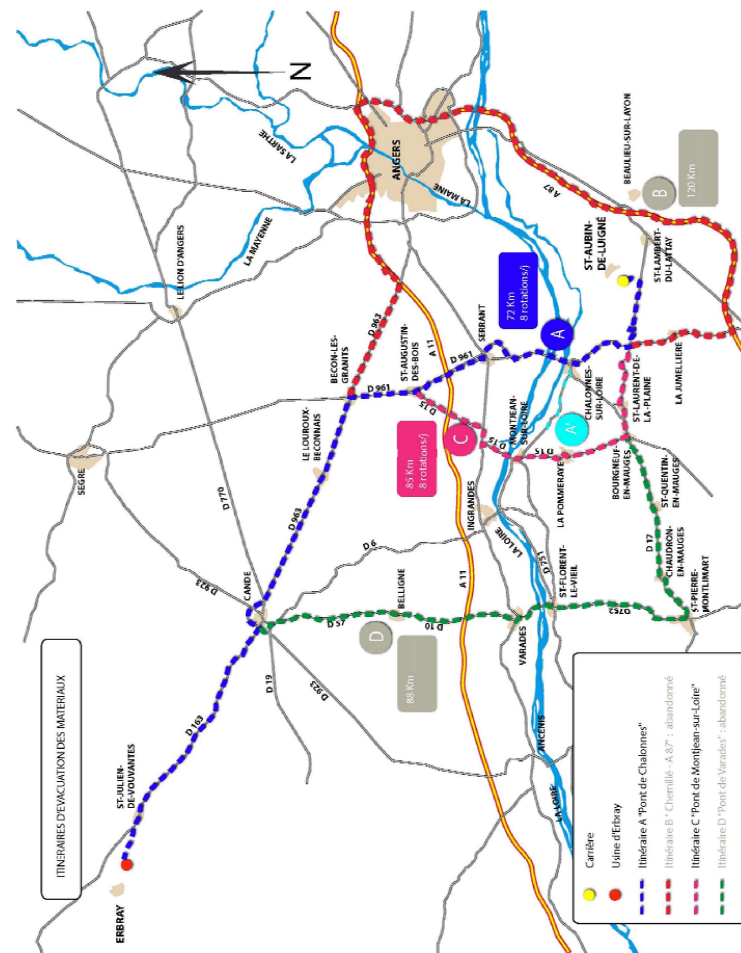 ITINERAIRES D'EVACUATION DES MATERIAUX
N
ERBRAY
ST-JULIEN-
DE-VOUVANTES
D 163
CANDE
D 923
D 19
D 923
SEGRE
D 770
LE LION D'ANGERS
LA MAYENNE
LA SARTHE
LE LOUROUX-
BECONNAIS
D 963
BECON-LES-
GRANITS
D 963
D 961
ST-AUGUSTIN-
DES-BOIS
D 961
D 15
A 11
ANGERS
LA MAINE
SERRANT
72 Km
8 rotations/j
A
A'
C
85 Km
8 rotations/j
D 57
D 6
BELLIGNE
D
88 Km
D 10
A 11
INGRANDES
LA LOIRE
D 15
MONTJEAN-
SUR-LOIRE
D 15
LA POMMERAYE
CHALONNES-
SUR-LOIRE
VARADES
D 751
ST-FLORENT-
LE-VIEIL
ANCENIS
LA LOIRE
BOURGNEUF-
EN-MAUGES
ST-LAURENT-DE-
LA -PLAINE
LA JUMELLIERE
ST-QUENTIN-
EN-MAUGES
D 17
CHAUDRON-
EN-MAUGES
D752
ST-PIERRE-
MONTLIMART
ST-AUBIN-
DE-LUIGNÉ
ST-LAMBERT-
DU-LATTAY
BEAULIEU-SUR-LAYON
A 87
B
120 Km
Carrière
Usine d'Erbray
Itinéraire A "Pont de Chalonnes"
Itinéraire B " Chemillé - A 87" : abandonné
Itinéraire C "Pont de Montjean-sur-Loire"
Itinéraire D "Pont de Varades" : abandonné